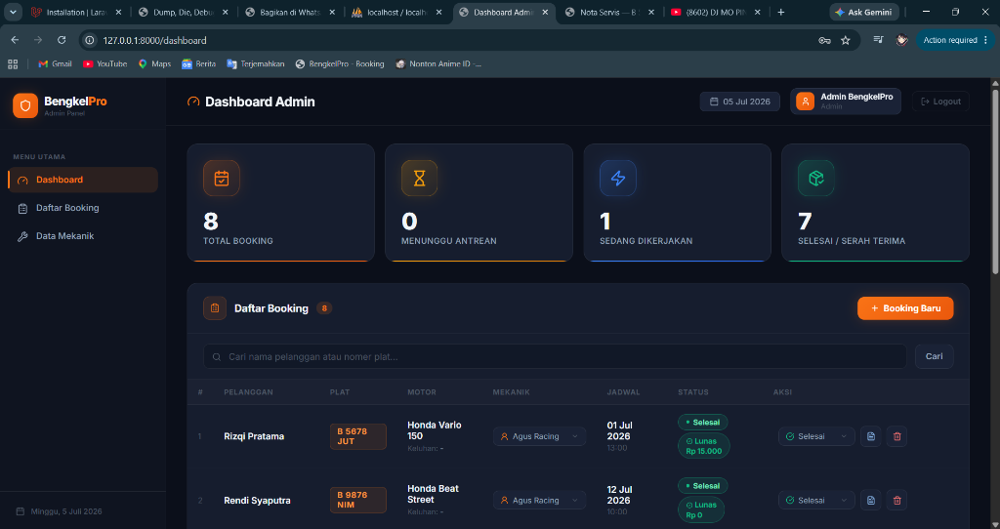 Installation | Lara
Dump, Die, Debu
Bagikan di Whats
localhost / localh
Dashboard Admi
Nota Servis — B
(8602) DJ MO PI
Ask Gemini
127.0.0.1:8000/dashboard
Action required
Gmail
YouTube
Maps
Berita
Terjemahkan
BengkelPro - Booking
Nonton Anime ID -...
BengkelPro
Admin Panel
Dashboard Admin
05 Jul 2026
Admin BengkelPro
Admin
Logout
MENU UTAMA
Dashboard
Daftar Booking
Data Mekanik
8
TOTAL BOOKING
0
MENUNGGU ANTREAN
1
SEDANG DIKERJAKAN
7
SELESAI / SERAH TERIMA
Daftar Booking 8
+ Booking Baru
Cari nama pelanggan atau nomer plat...
Cari
# PELANGGAN PLAT MOTOR MEKANIK JADWAL STATUS AKSI
1
Rizqi Pratama
B 5678
JUT
Honda Vario
150
Keluhan: -
Agus Racing
01 Jul
2026
13:00
Selesai
Lunas
Rp 15.000
Selesai
2
Rendi Syaputra
B 9876
NIM
Honda Beat
Street
Keluhan: -
Agus Racing
12 Jul
2026
10:00
Selesai
Lunas
Rp 0
Selesai
Minggu, 5 Juli 2026